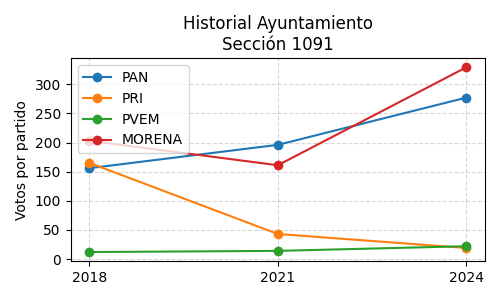 Historial Ayuntamiento
Sección 1091
Votos por partido
300
250
200
150
100
50
0
PAN
PRI
PVEM
MORENA
2018
2021
2024